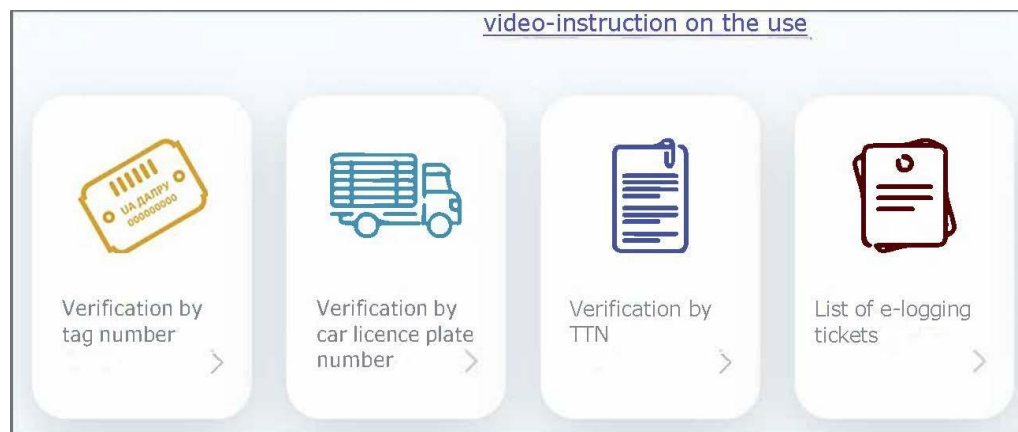 video-instruction on the use
UA ДАЛРУ
000000000
Verification by
tag number
Verification by
car licence plate
number
Verification by
TTN
List of e-logging
tickets